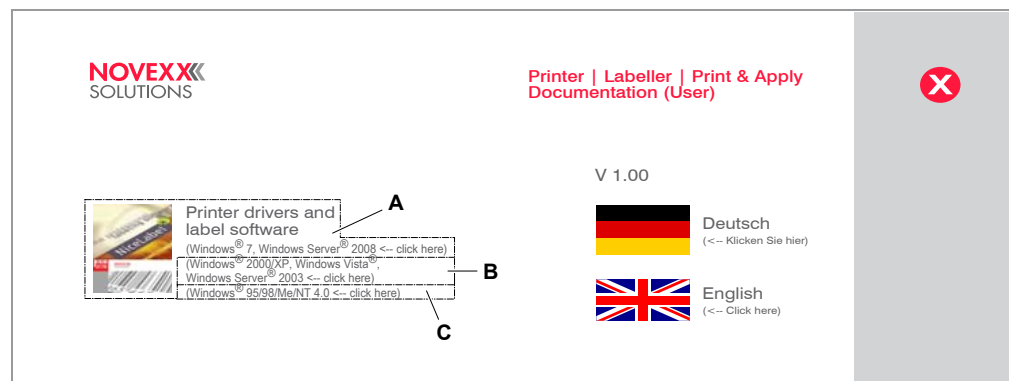 NOVEXX
SOLUTIONS
Printer | Labeller | Print & Apply
Documentation (User)
V 1.00
Printer drivers and
label software
(Windows® 7, Windows Server® 2008 <-- click here)
(Windows® 2000/XP, Windows Vista®,
Windows Server® 2003 <-- click here)
(Windows® 95/98/Me/NT 4.0 <-- click here)
NiceLabel
A
B
C
Deutsch
(<-- Klicken Sie hier)
English
(<-- Click here)
X